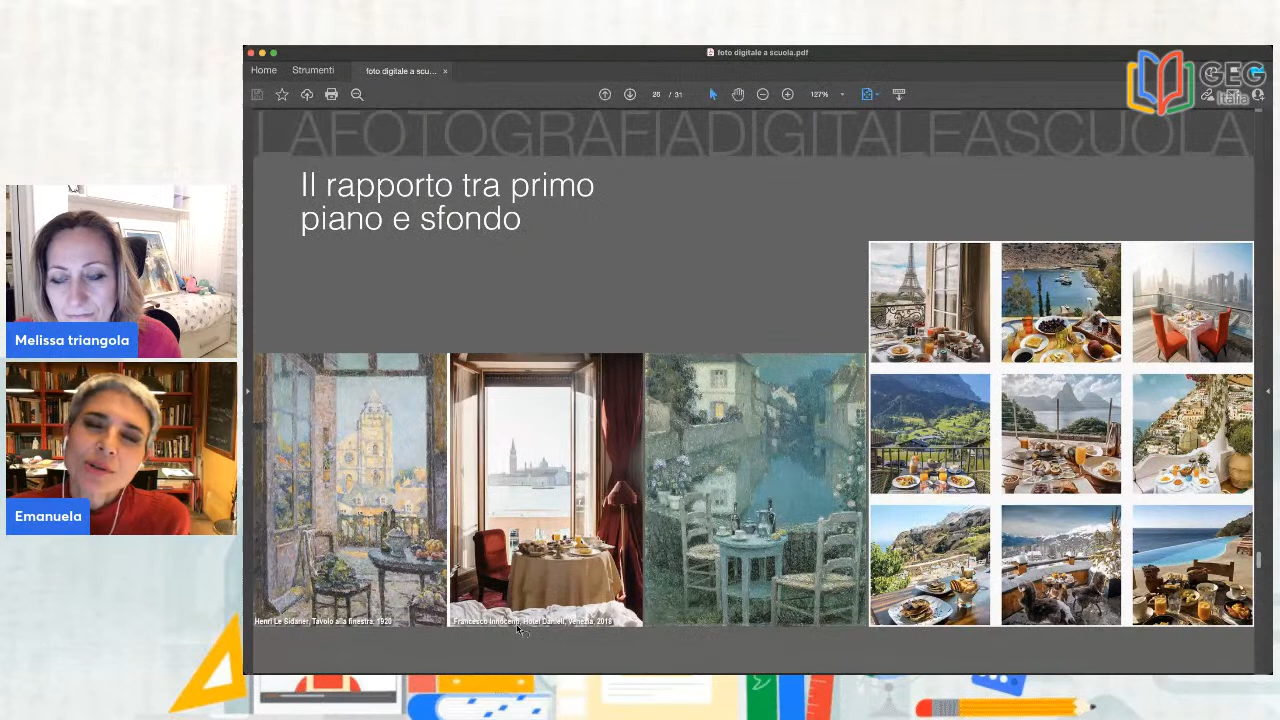 foto digitale a scuola.pdf
Home
Strumenti
foto digitale a scu...
×
26 / 31
127%
GEG
Italia
LAFOTOGRAFIADIGITALEASCUOLA
Il rapporto tra primo
piano e sfondo
Melissa triangola
Emanuela
Henri Le Sidaner, Tavolo alla finestra, 1920
Francesco Innocenti, Hotel Danieli, Venezia, 2018